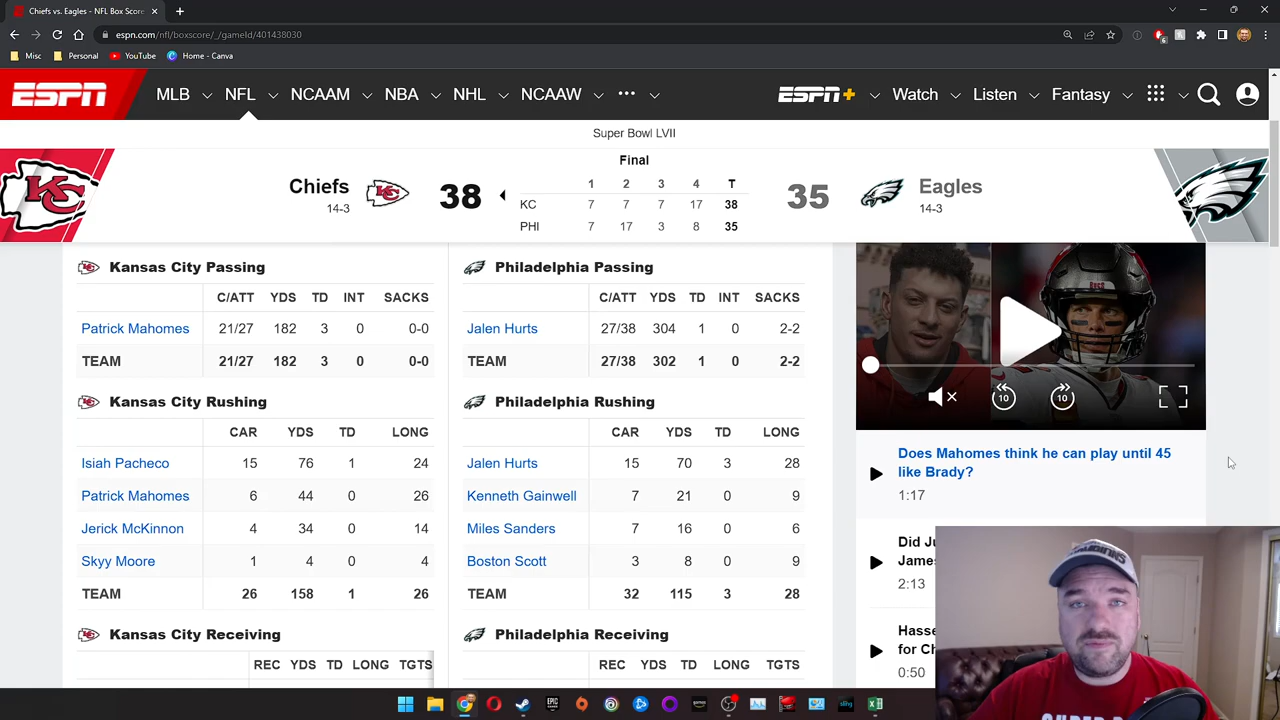 Chiefs vs. Eagles - NFL Box Score
espn.com/nfl/boxscore/_/gameId/401438030
6
Misc Personal YouTube Home - Canva
ESPN MLB NFL NCAAM NBA NHL NCAAW ESPN+ Watch Listen Fantasy
Super Bowl LVII
Final
Chiefs KC 38 1 2 3 4 T 35 Eagles
14-3 KC 7 7 7 17 38 14-3
PHI 7 17 3 8 35
Kansas City Passing
C/ATT YDS TD INT SACKS
Patrick Mahomes 21/27 182 3 0 0-0
TEAM 21/27 182 3 0 0-0
Kansas City Rushing
CAR YDS TD LONG
Isiah Pacheco 15 76 1 24
Patrick Mahomes 6 44 0 26
Jerick McKinnon 4 34 0 14
Skyy Moore 1 4 0 4
TEAM 26 158 1 26
Kansas City Receiving
REC YDS TD LONG TGTS
Philadelphia Passing
C/ATT YDS TD INT SACKS
Jalen Hurts 27/38 304 1 0 2-2
TEAM 27/38 302 1 0 2-2
Philadelphia Rushing
CAR YDS TD LONG
Jalen Hurts 15 70 3 28
Kenneth Gainwell 7 21 0 9
Miles Sanders 7 16 0 6
Boston Scott 3 8 0 9
TEAM 32 115 3 28
Philadelphia Receiving
REC YDS TD LONG TGTS
10 10
Does Mahomes think he can play until 45
like Brady?
1:17
Did
James
2:13
for
0:50